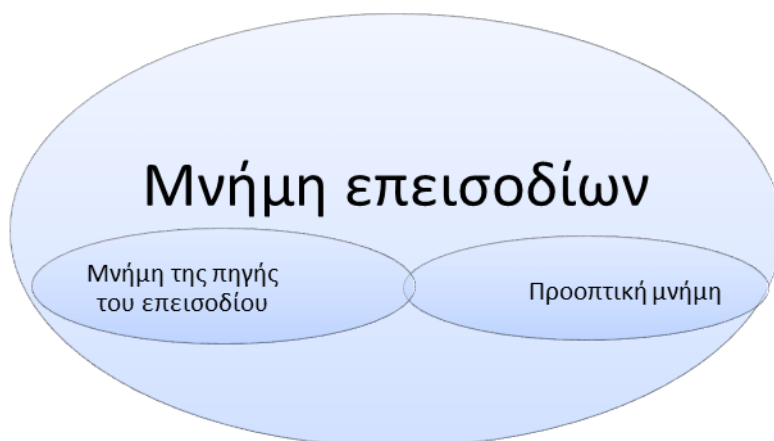 Μνήμη επεισοδίων
Μνήμη της πηγής
του επεισοδίου
Προοπτική μνήμη